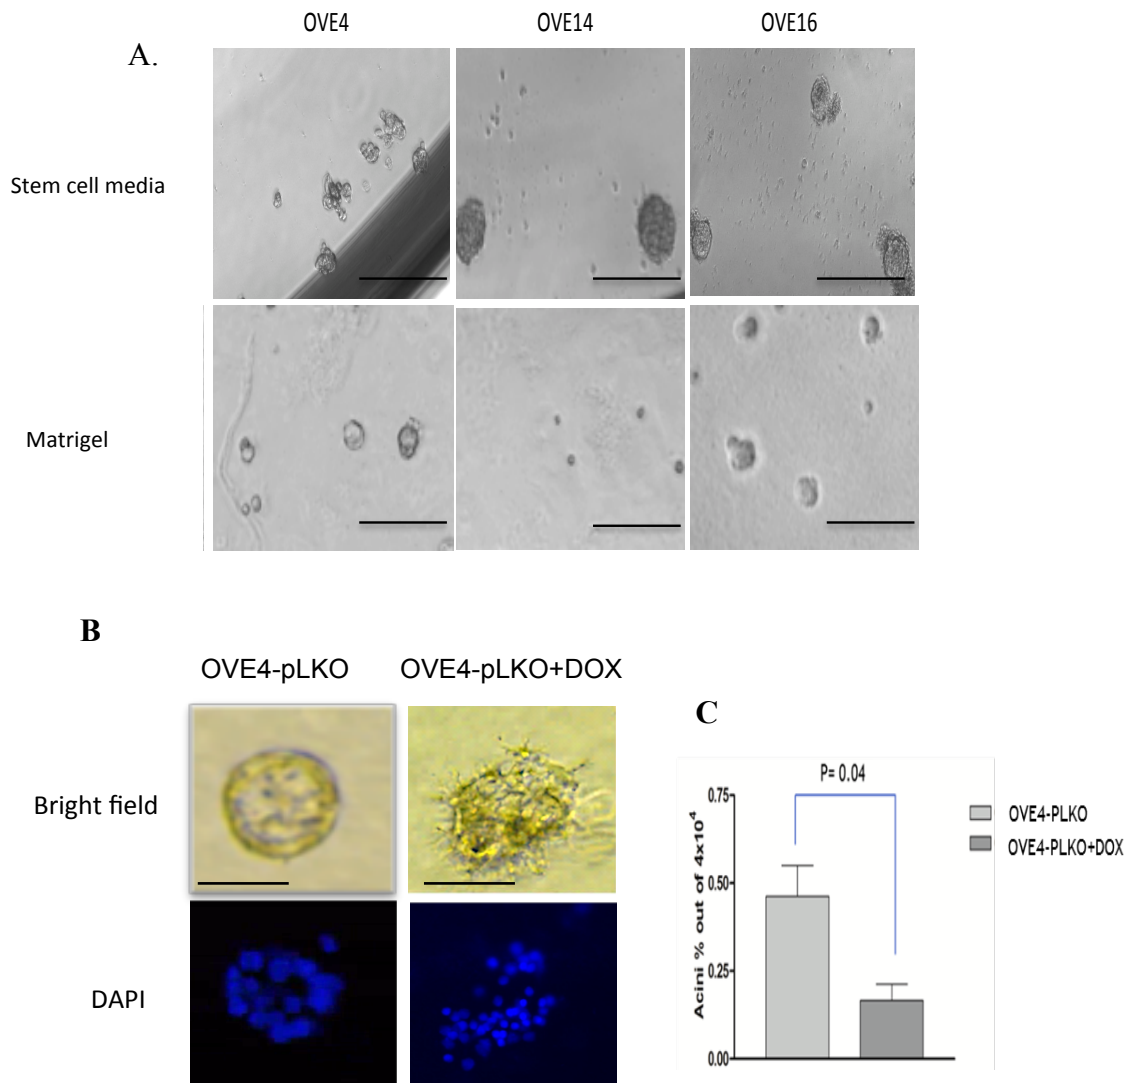 OVE4 OVE14 OVE16
A.
Stem cell media
Matrigel
B
OVE4-pLKO OVE4-pLKO+DOX
Bright field
DAPI
C
P= 0.04
Acini % out of 4x10⁴
0.75
0.50
0.25
0.00
OVE4-PLKO
OVE4-PLKO+DOX